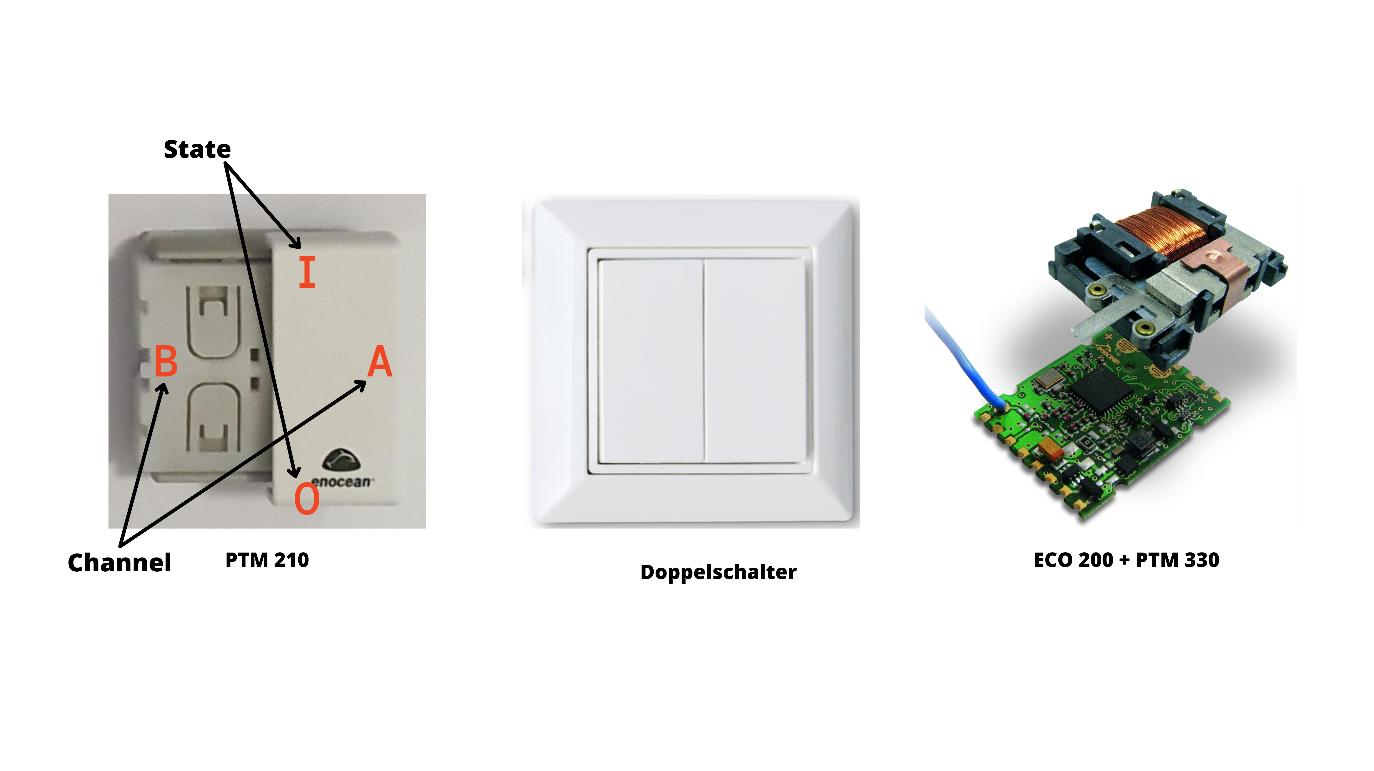 State
I
B
A
enocean
O
Channel
PTM 210
Doppelschalter
ECO 200 + PTM 330